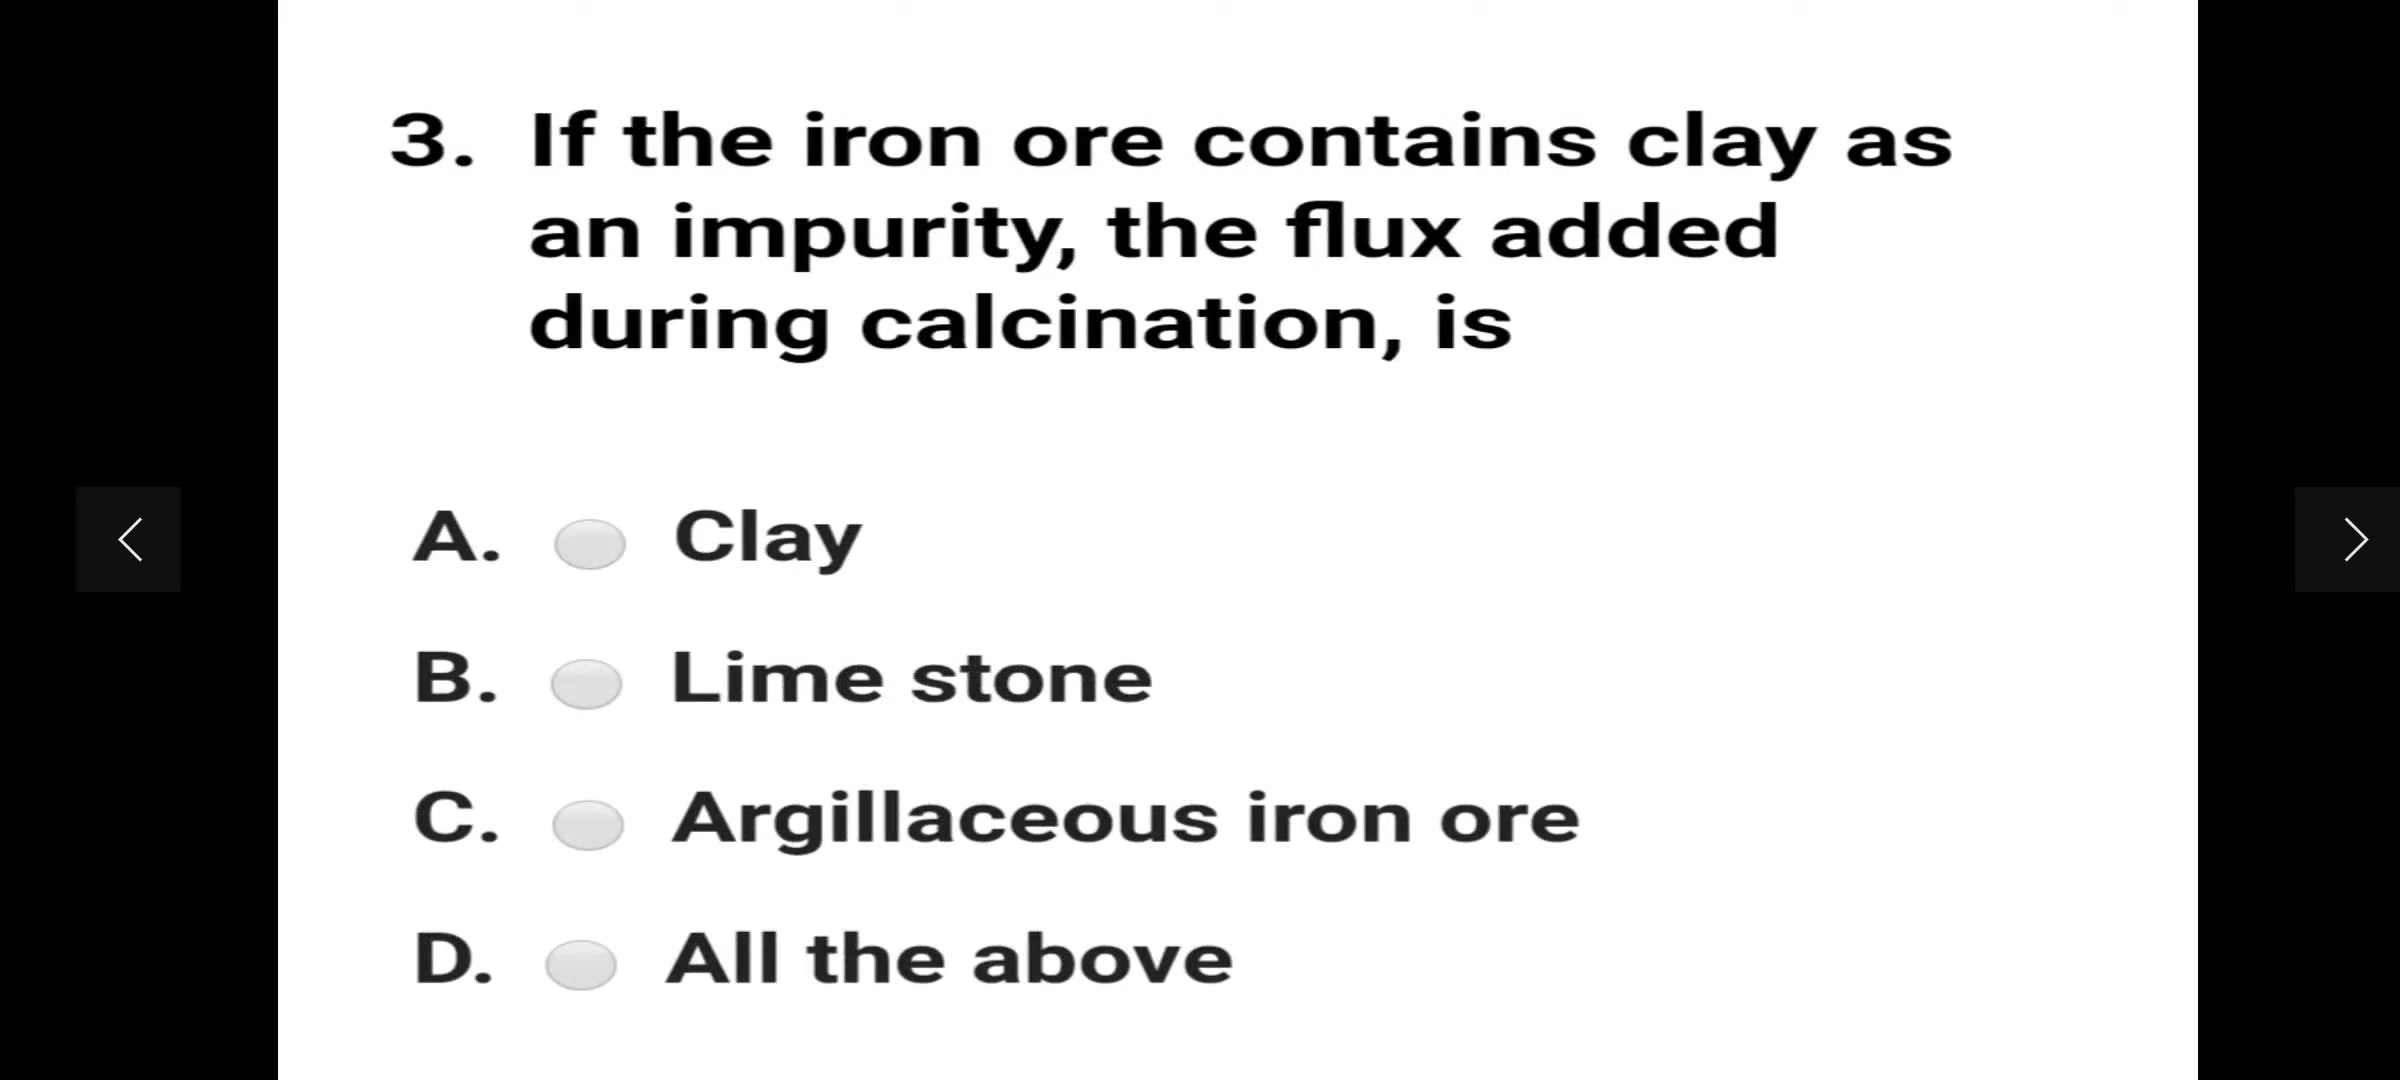 3. If the iron ore contains clay as
an impurity, the flux added
during calcination, is
A. Clay
B. Lime stone
C. Argillaceous iron ore
D. All the above